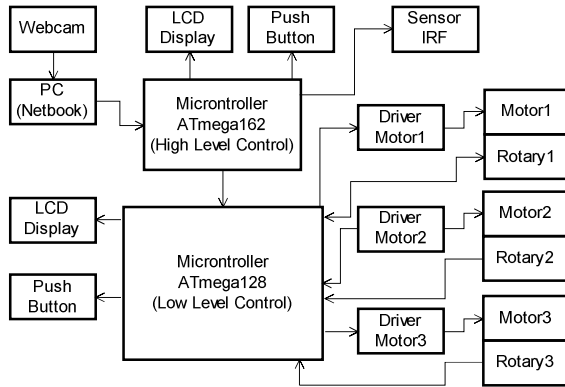 Webcam
LCD
Display
Push
Button
Sensor
IRF
PC
(Netbook)
Microntroller
ATmega162
(High Level Control)
Driver
Motor1
Motor1
Rotary1
LCD
Display
Microntroller
ATmega128
(Low Level Control)
Driver
Motor2
Motor2
Rotary2
Push
Button
Driver
Motor3
Motor3
Rotary3